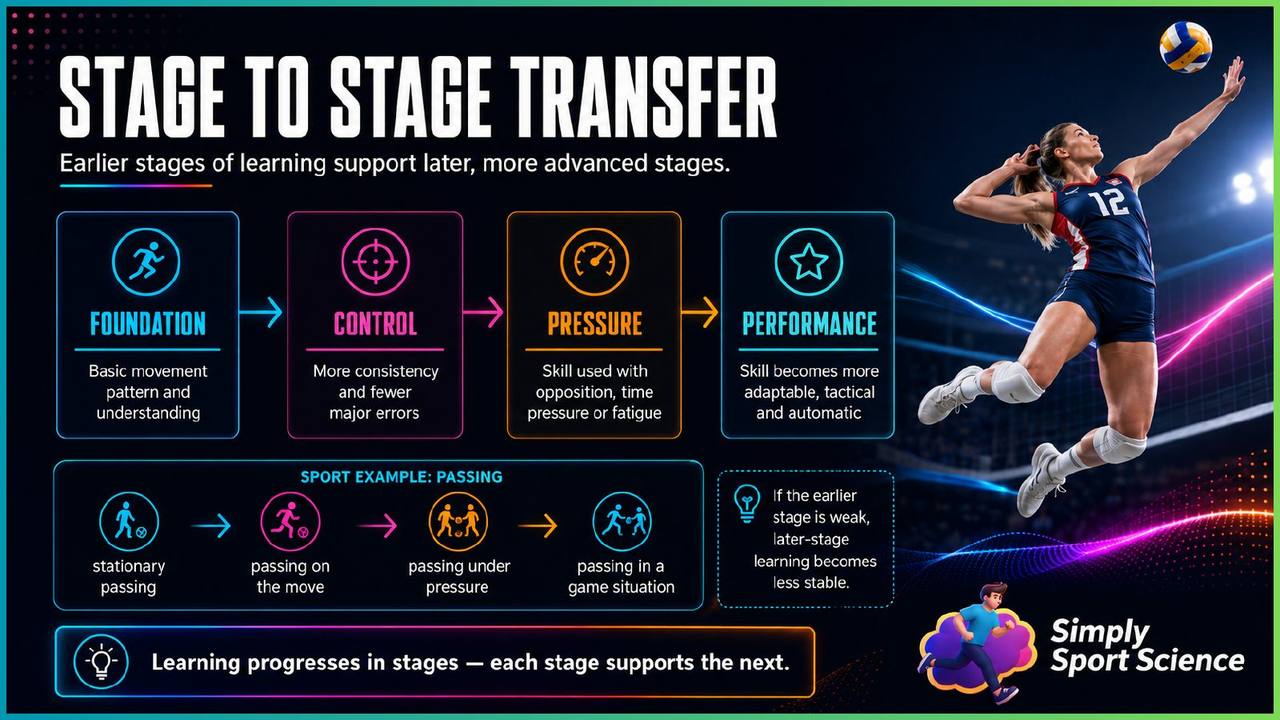 STAGE TO STAGE TRANSFER
Earlier stages of learning support later, more advanced stages.
FOUNDATION
Basic movement
pattern and
understanding
CONTROL
More consistency
and fewer
major errors
PRESSURE
Skill used with
opposition, time
pressure or fatigue
PERFORMANCE
Skill becomes more
adaptable, tactical
and automatic
12
SPORT EXAMPLE: PASSING
stationary
passing
passing on
the move
passing under
pressure
passing in a
game situation
If the earlier
stage is weak,
later-stage
learning becomes
less stable.
Learning progresses in stages — each stage supports the next.
Simply
Sport Science